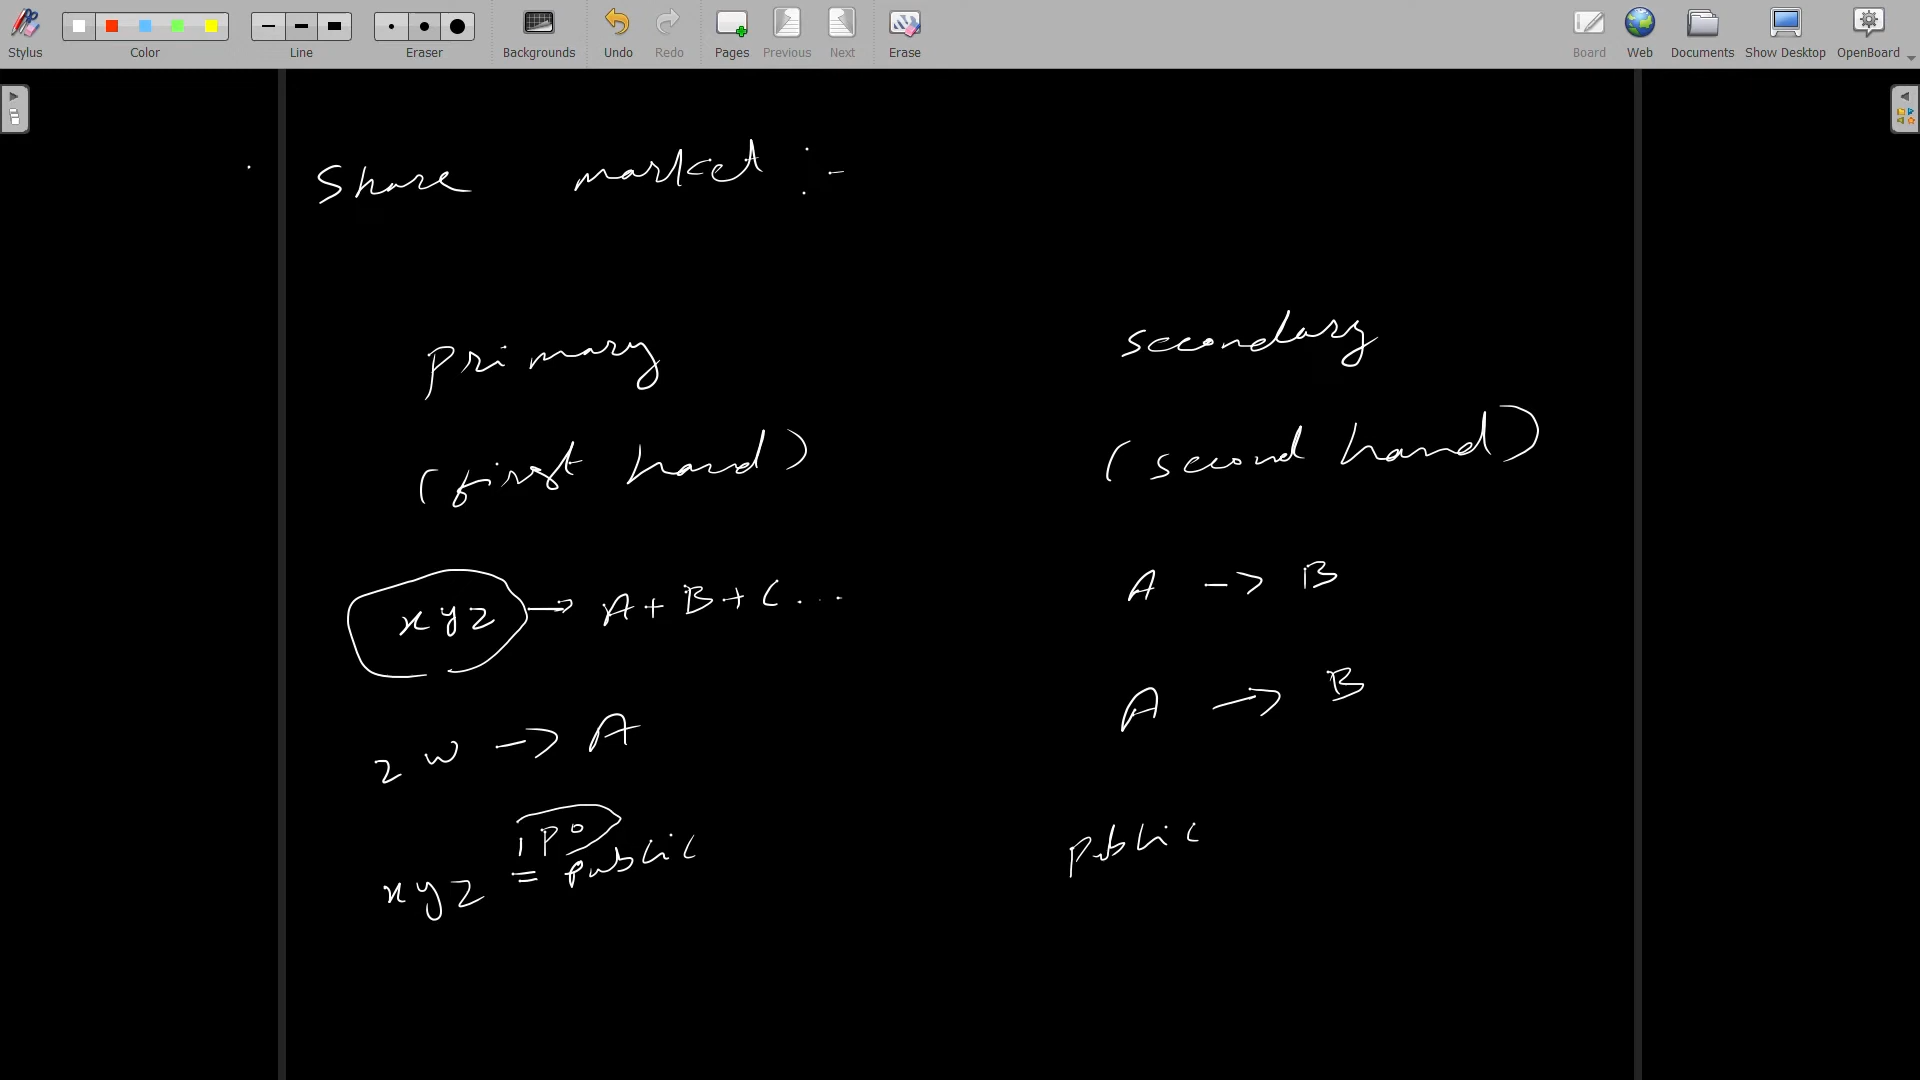 Stylus Color Line Eraser Backgrounds Undo Redo Pages Previous Next Erase Board Web Documents Show Desktop OpenBoard
Share market :-
Primary secondary
(first hand) (second hand)
xyz → A + B + C ... A → B
2 w → A A → B
IPO
xyz = public public